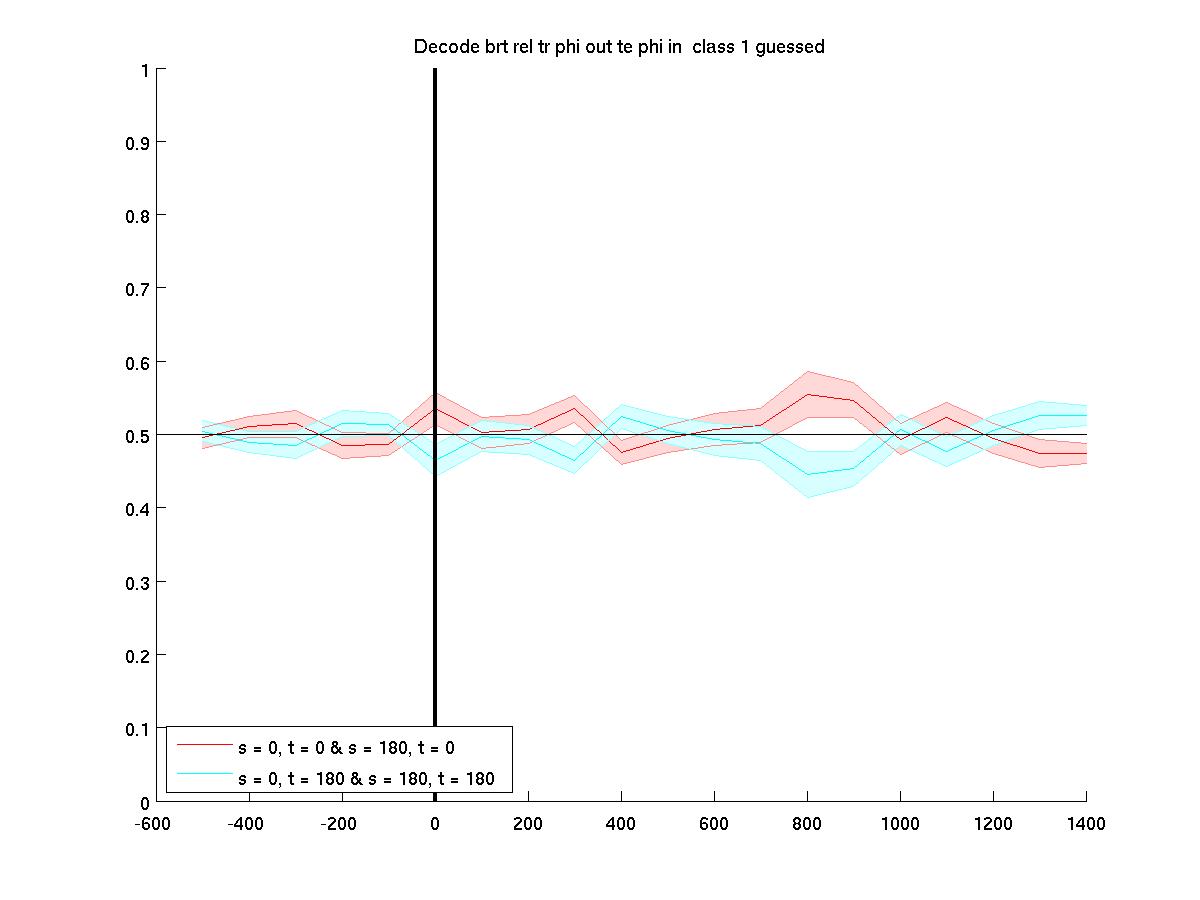 Decode brt rel tr phi out te phi in  class 1 guessed
1
0.9
0.8
0.7
0.6
0.5
0.4
0.3
0.2
0.1
0
s = 0, t = 0 & s = 180, t = 0
s = 0, t = 180 & s = 180, t = 180
-600 -400 -200 0 200 400 600 800 1000 1200 1400